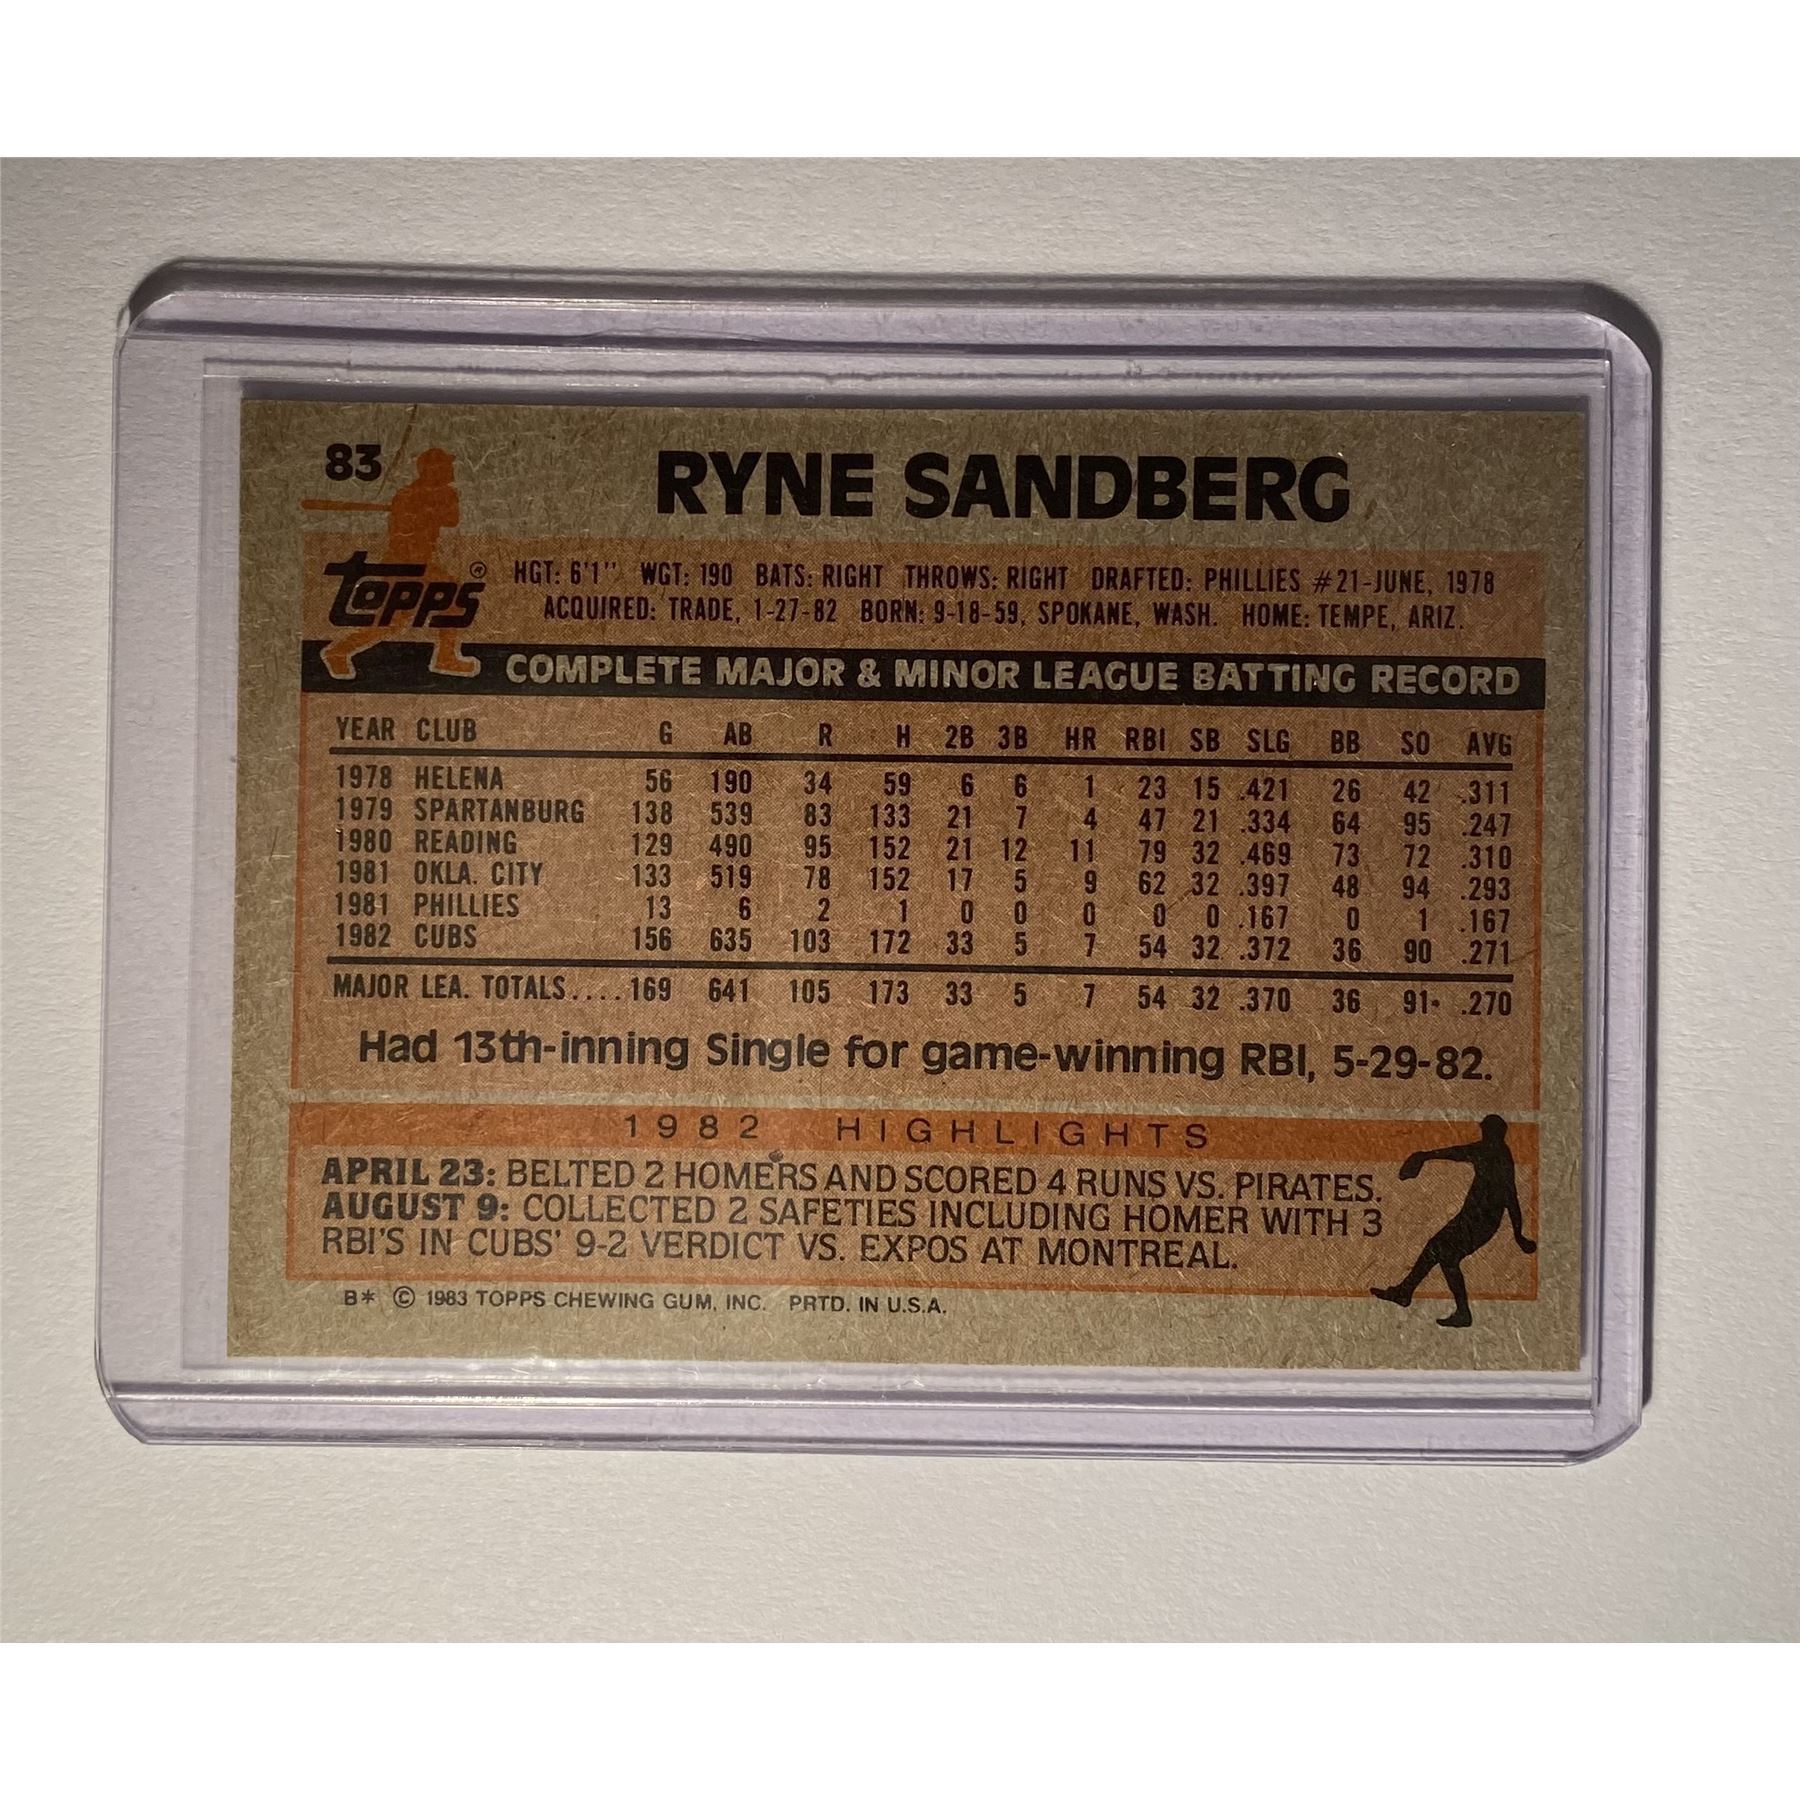 83
RYNE SANDBERG
Topps®
HGT: 6'1" WGT: 190 BATS: RIGHT THROWS: RIGHT DRAFTED: PHILLIES #21-JUNE, 1978
ACQUIRED: TRADE, 1-27-82 BORN: 9-18-59, SPOKANE, WASH. HOME: TEMPE, ARIZ.
COMPLETE MAJOR & MINOR LEAGUE BATTING RECORD
YEAR CLUB G AB R H 2B 3B HR RBI SB SLG BB SO AVG
1978 HELENA 56 190 34 59 6 6 1 23 15 .421 26 42 .311
1979 SPARTANBURG 138 539 83 133 21 7 4 47 21 .334 64 95 .247
1980 READING 129 490 95 152 21 12 11 79 32 .469 73 72 .310
1981 OKLA. CITY 133 519 78 152 17 5 9 62 32 .397 48 94 .293
1981 PHILLIES 13 6 2 1 0 0 0 0 0 .167 0 1 .167
1982 CUBS 156 635 103 172 33 5 7 54 32 .372 36 90 .271
MAJOR LEA. TOTALS.... 169 641 105 173 33 5 7 54 32 .370 36 91 .270
Had 13th-inning Single for game-winning RBI, 5-29-82.
1982 HIGHLIGHTS
APRIL 23: BELTED 2 HOMERS AND SCORED 4 RUNS VS. PIRATES.
AUGUST 9: COLLECTED 2 SAFETIES INCLUDING HOMER WITH 3
RBI'S IN CUBS' 9-2 VERDICT VS. EXPOS AT MONTREAL.
B* © 1983 TOPPS CHEWING GUM, INC. PRTD. IN U.S.A.